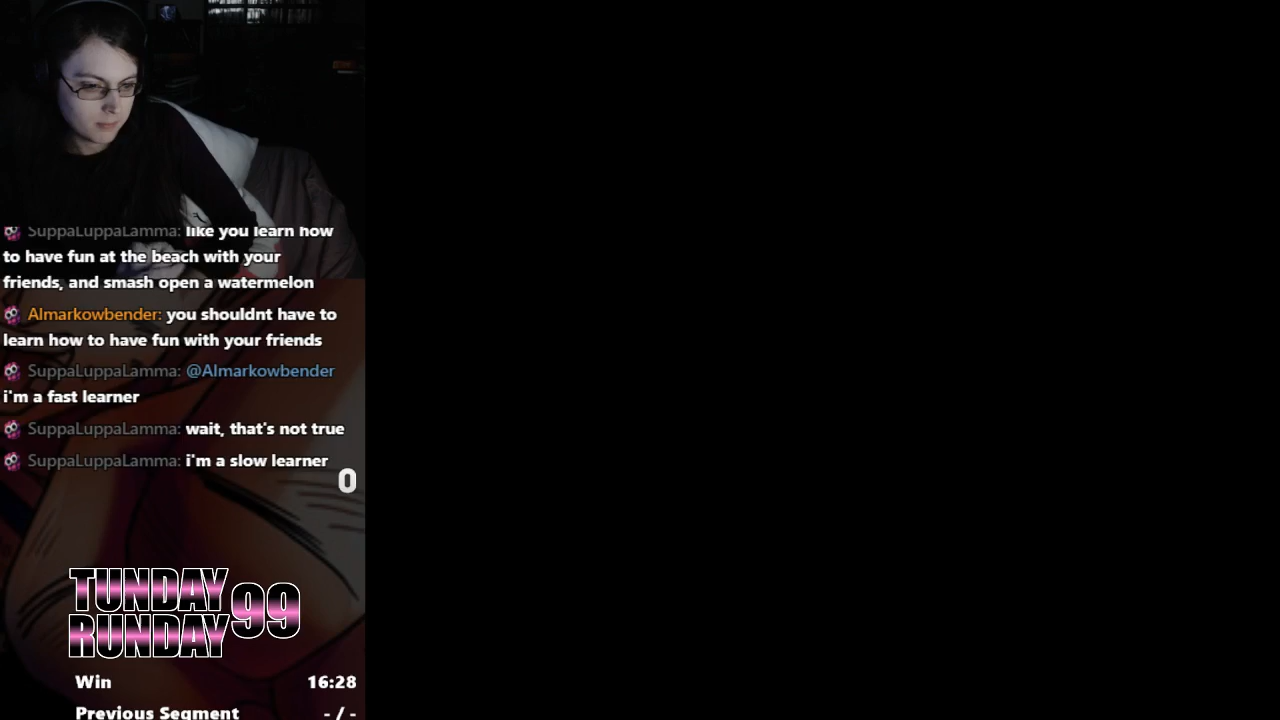 SuppaLuppaLamma: like you learn how
to have fun at the beach with your
friends, and smash open a watermelon
Almarkowbender: you shouldnt have to
learn how to have fun with your friends
SuppaLuppaLamma: @Almarkowbender
i'm a fast learner
SuppaLuppaLamma: wait, that's not true
SuppaLuppaLamma: i'm a slow learner
0
TUNDAY
RUNDAY 99
Win 16:28
Previous Segment - / -